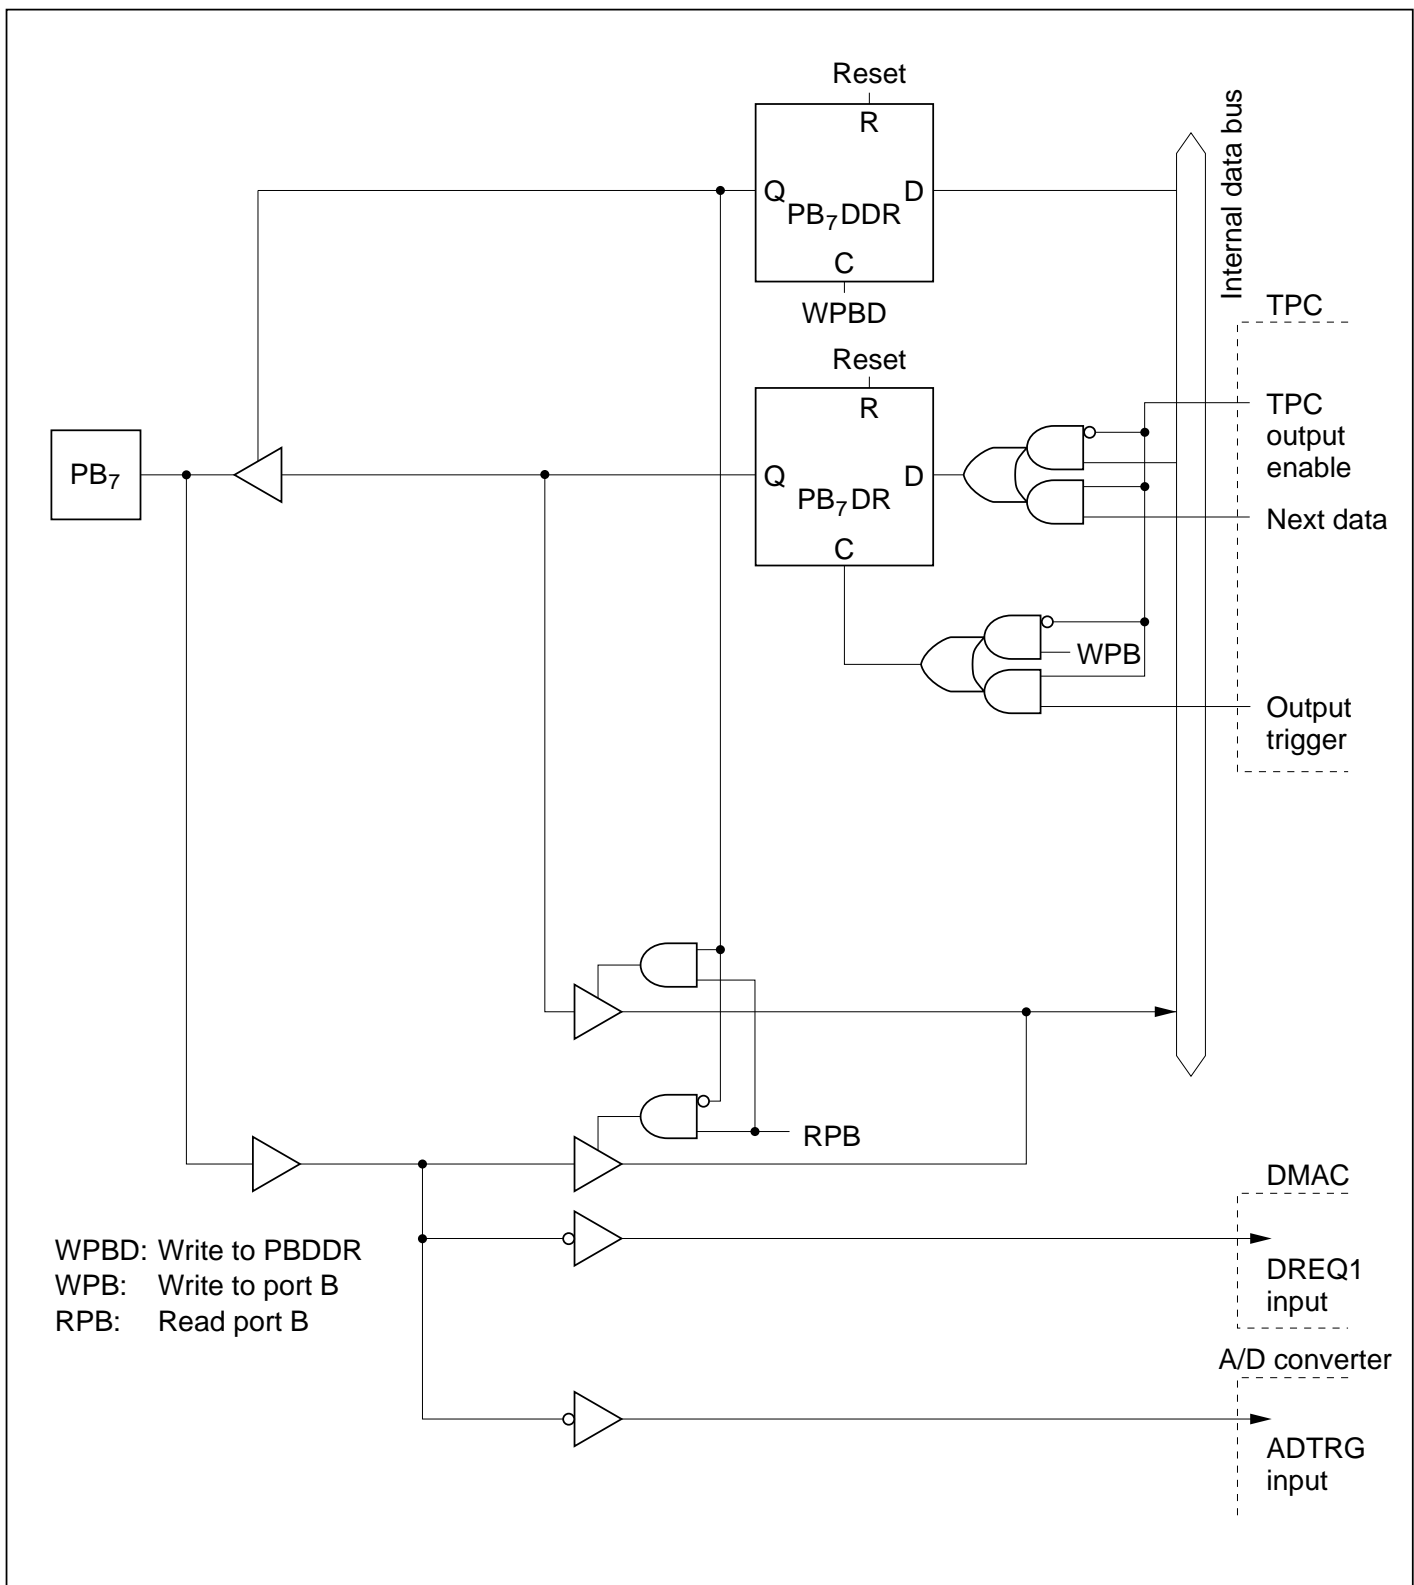 Reset
R
Internal data bus
Q
D
PB₇DDR
C
WPBD
TPC
Reset
R
TPC
output
enable
PB₇
Q
D
PB₇DR
Next data
C
WPB
Output
trigger
RPB
DMAC
WPBD: Write to PBDDR
WPB: Write to port B
RPB: Read port B
DREQ1
input
A/D converter
ADTRG
input